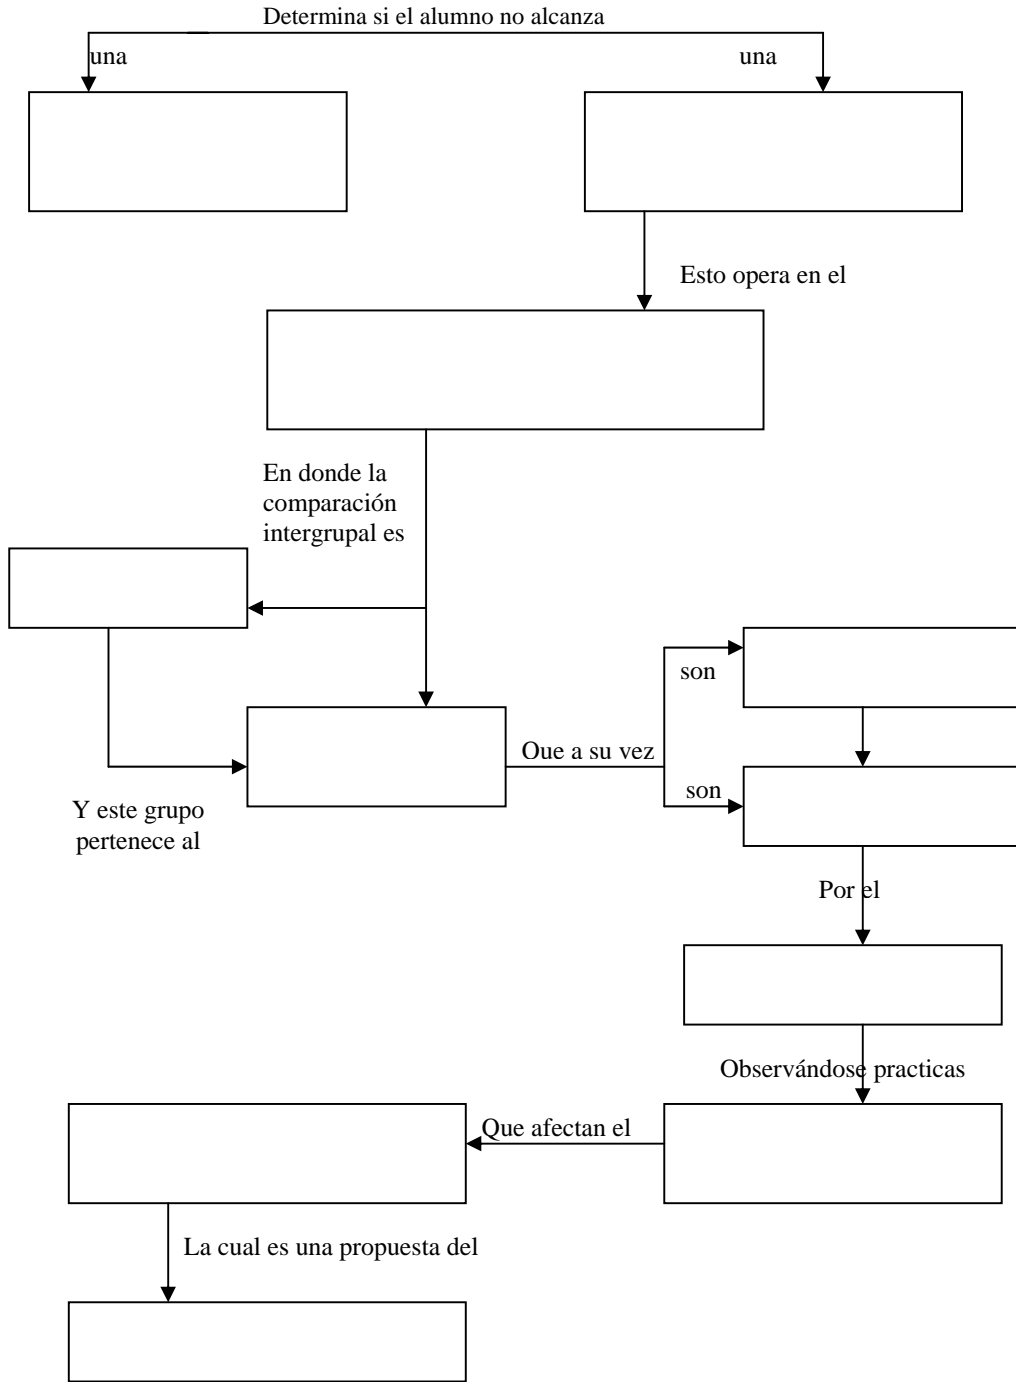 Determina si el alumno no alcanza
una
una
Esto opera en el
En donde la
comparación
intergrupal es
son
Oue a su vez
son
Y este grupo
pertenece al
Por el
Observándose practicas
Que afectan el
La cual es una propuesta del